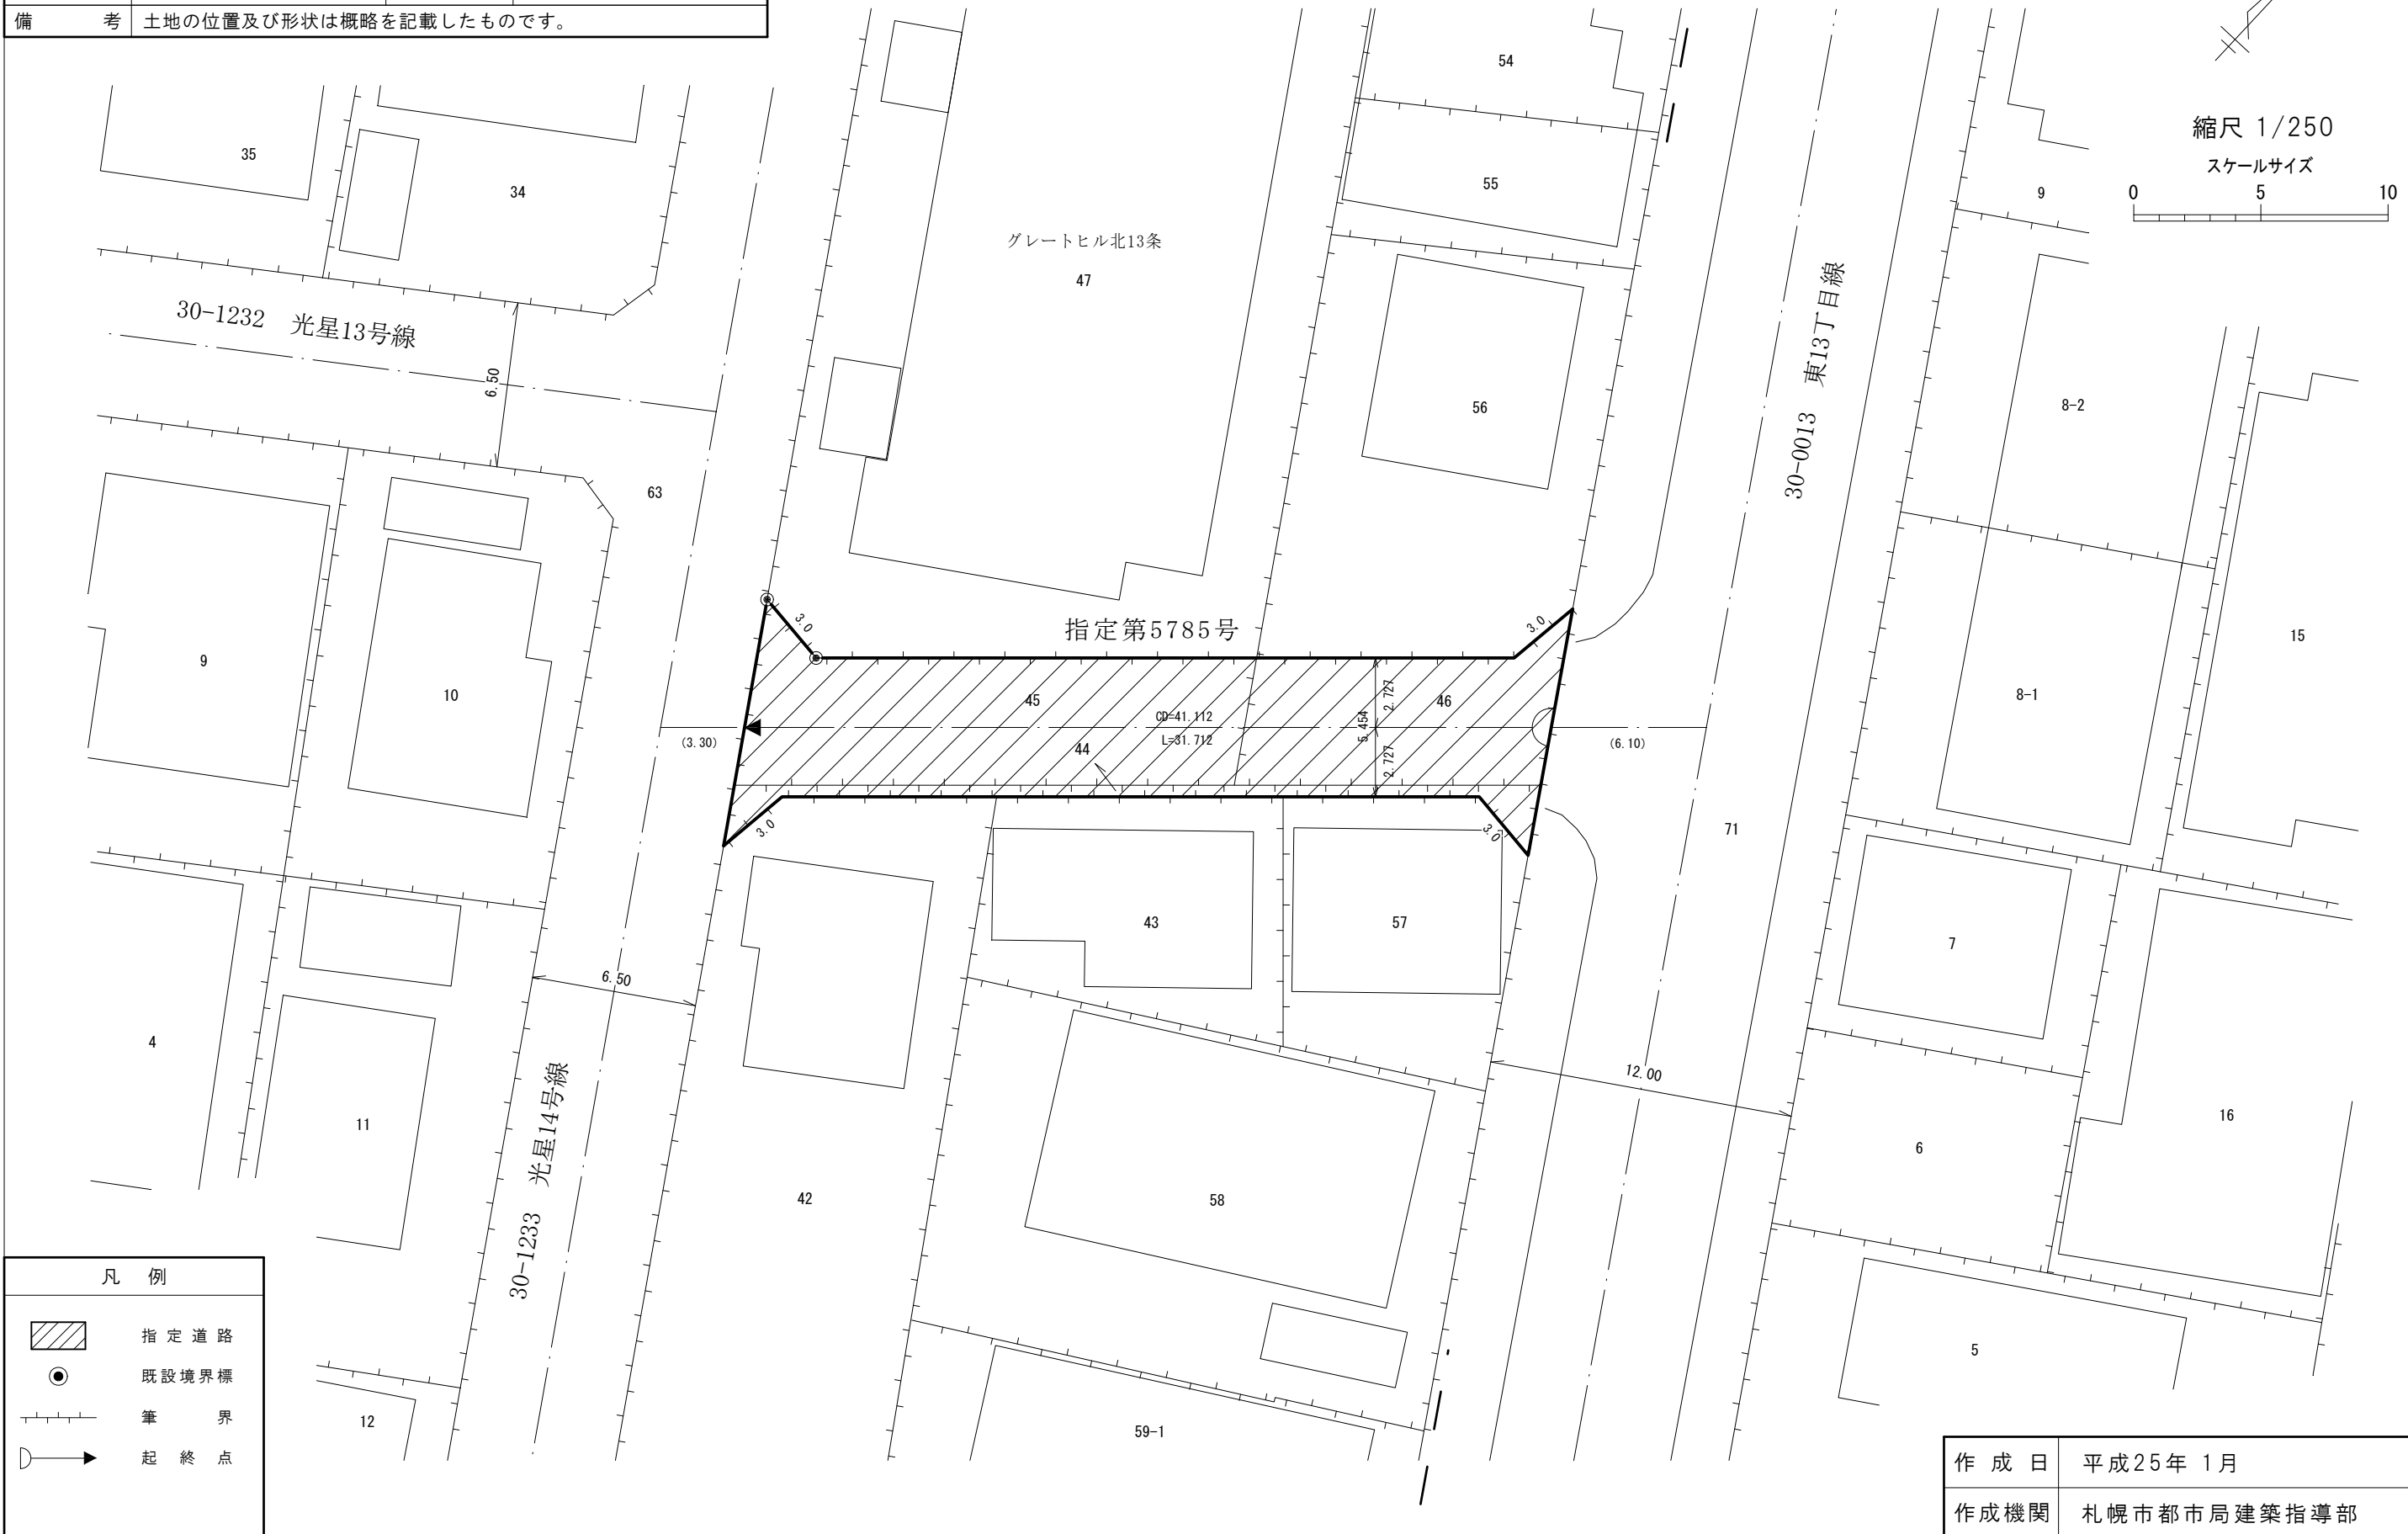 備　考　土地の位置及び形状は概略を記載したものです。
縮尺 1/250
スケールサイズ
0 5 10
54
35
34
55
9
グレートヒル北13条
47
30-1232 光星13号線
6.50
56
8-2
30-0013 東13丁目線
63
指定第5785号
3.0
3.0
9
10
45
46
8-1
15
CD=41.112
L=31.712
44
5.454
2.727
2.727
(3.30)
(6.10)
3.0
3.0
71
43
57
7
6.50
12.00
4
11
30-1233 光星14号線
42
58
6
16
5
12
59-1
凡例
指定道路
既設境界標
筆界
起終点
作成日 平成25年 1月
作成機関 札幌市都市局建築指導部